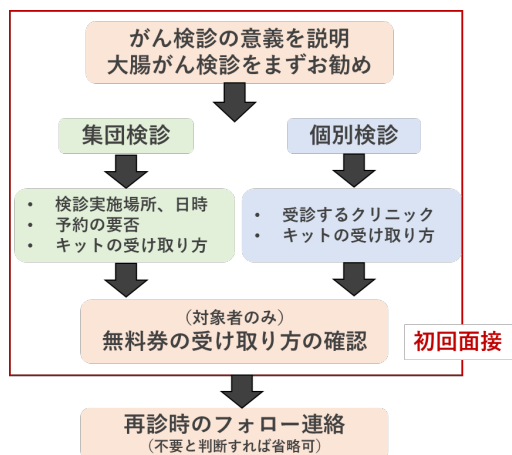 がん検診の意義を説明
大腸がん検診をまずお勧め
集団検診
個別検診
• 検診実施場所、日時
• 予約の要否
• キットの受け取り方
• 受診するクリニック
• キットの受け取り方
（対象者のみ）
無料券の受け取り方の確認
初回面接
再診時のフォロー連絡
（不要と判断すれば省略可）